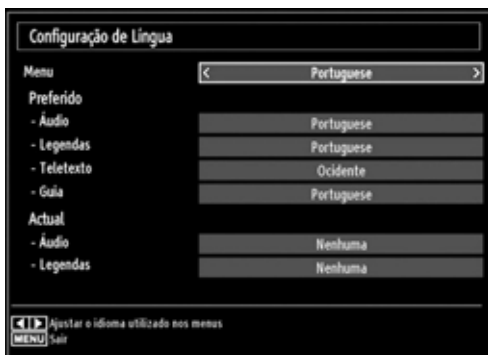 Configuração de Língua
Menu < Portuguese >
Preferido
- Áudio Portuguese
- Legendas Portuguese
- Teletexto Ocidente
- Guia Portuguese
Actual
- Áudio Nenhuma
- Legendas Nenhuma
Ajustar o idioma utilizado nos menus
MENU Sair